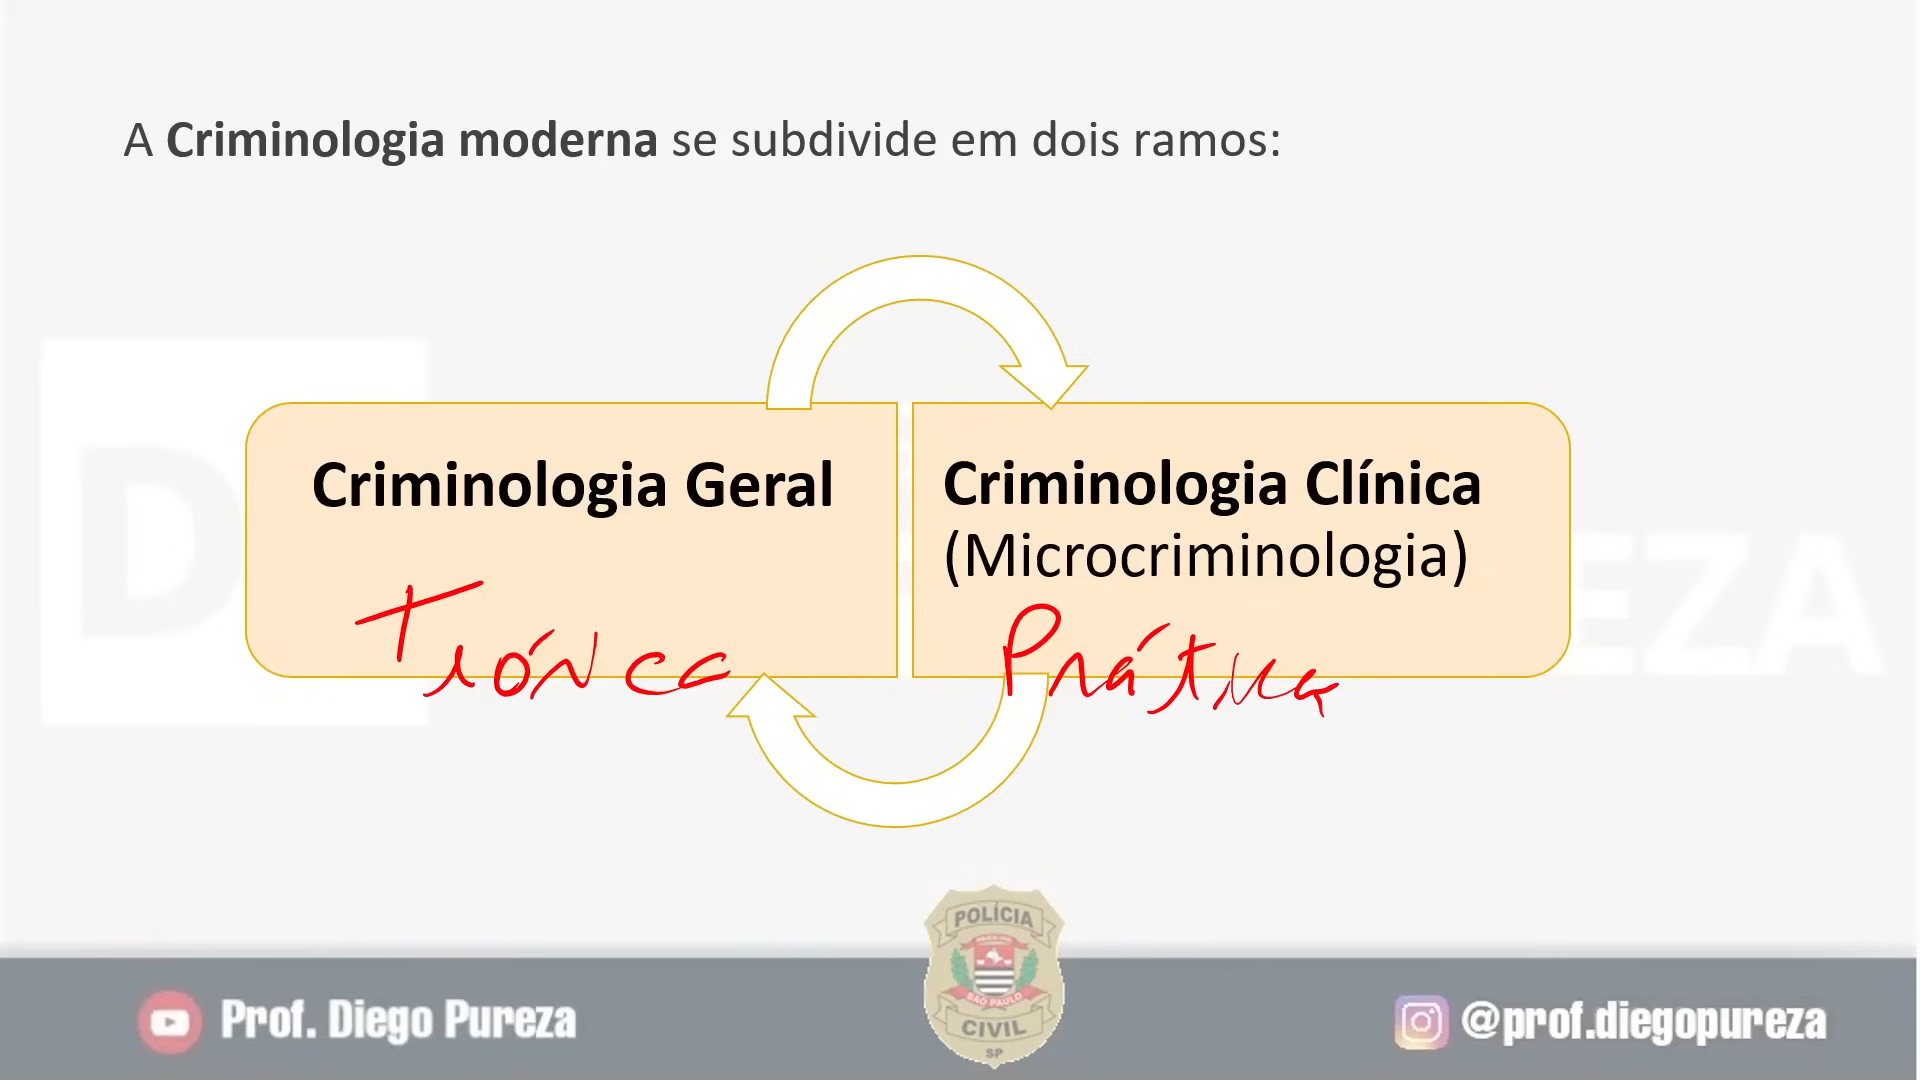 A Criminologia moderna se subdivide em dois ramos:
Criminologia Geral
Criminologia Clínica
(Microcriminologia)
Prática
POLÍCIA
SÃO PAULO
CIVIL
SP
Prof. Diego Pureza
@prof.diegopureza